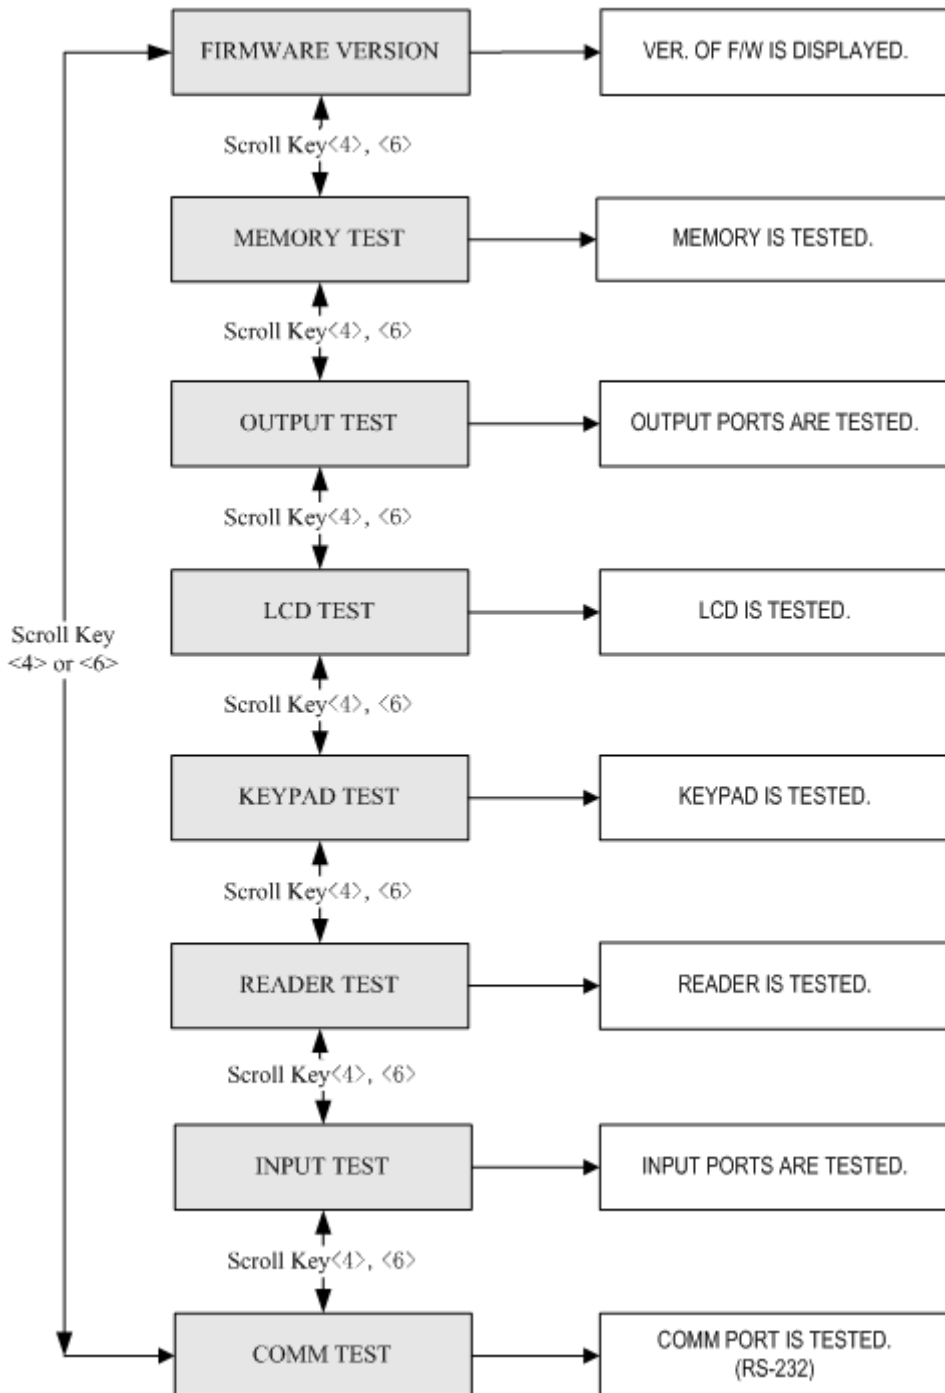 FIRMWARE VERSION
VER. OF F/W IS DISPLAYED.
Scroll Key<4>, <6>
MEMORY TEST
MEMORY IS TESTED.
Scroll Key<4>, <6>
OUTPUT TEST
OUTPUT PORTS ARE TESTED.
Scroll Key<4>, <6>
LCD TEST
LCD IS TESTED.
Scroll Key
<4> or <6>
Scroll Key<4>, <6>
KEYPAD TEST
KEYPAD IS TESTED.
Scroll Key<4>, <6>
READER TEST
READER IS TESTED.
Scroll Key<4>, <6>
INPUT TEST
INPUT PORTS ARE TESTED.
Scroll Key<4>, <6>
COMM TEST
COMM PORT IS TESTED.
(RS-232)